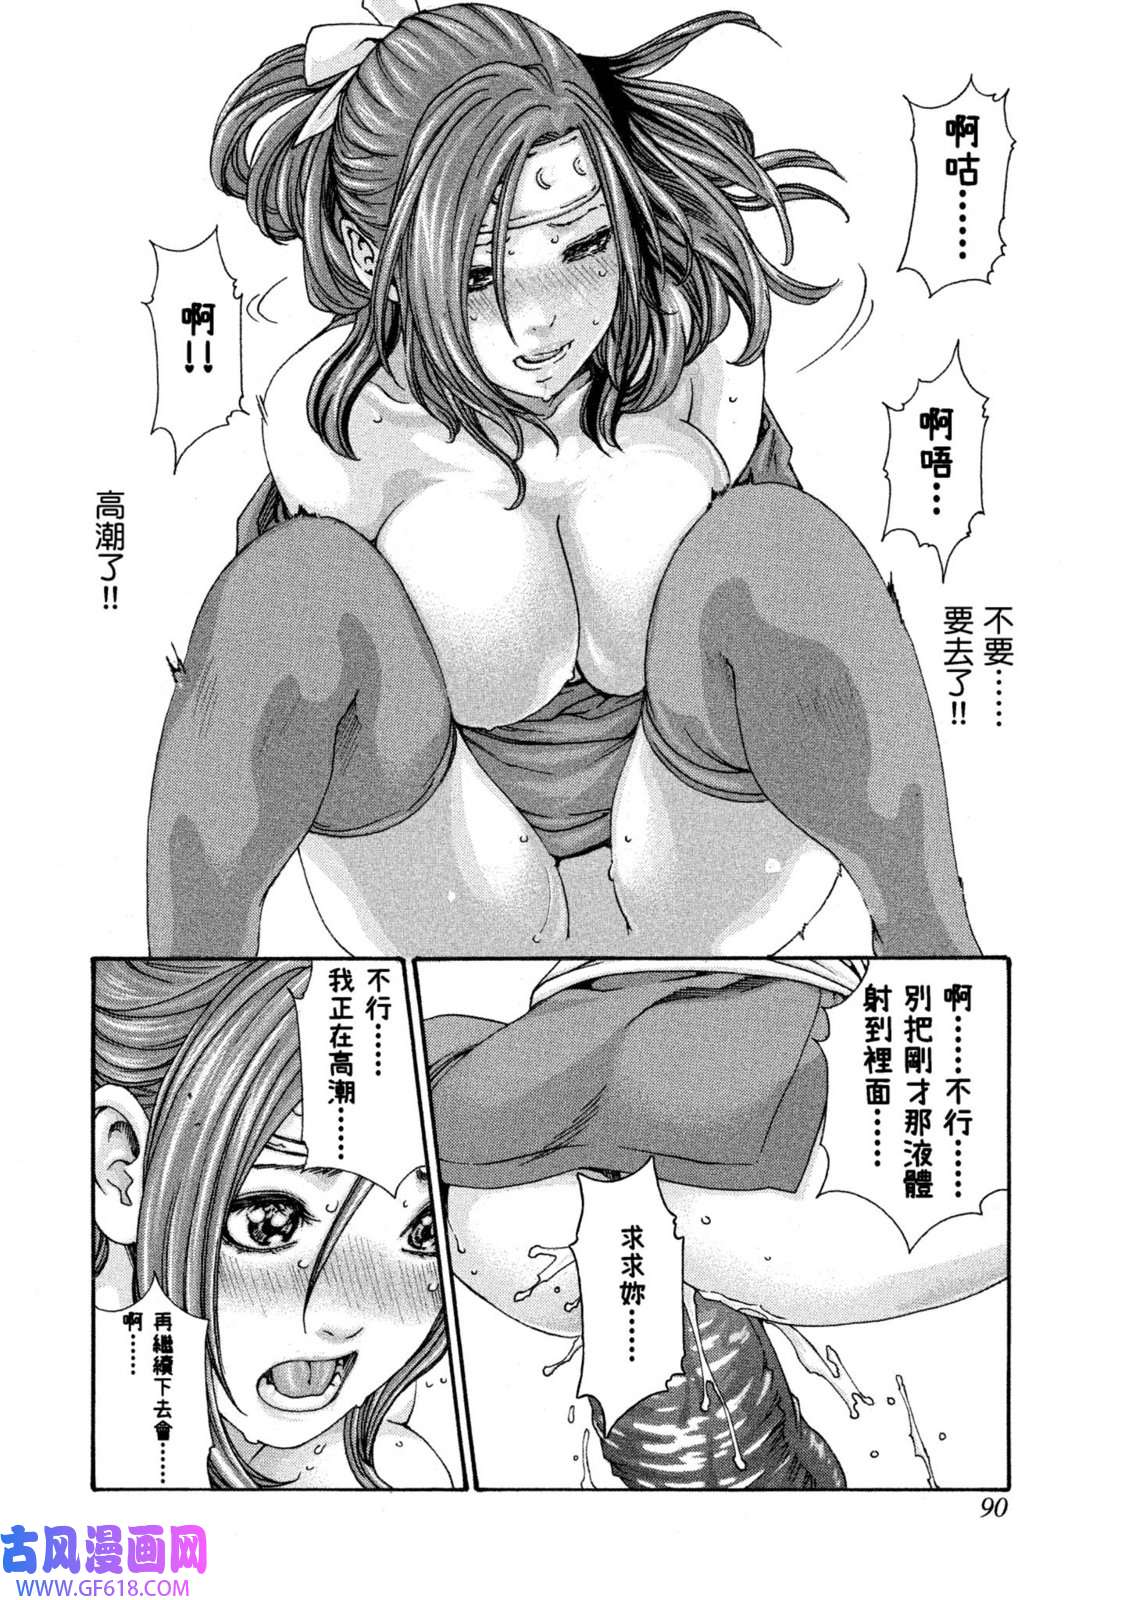 啊咕……
啊唔…
不要……
要去了!!
啊!!
高潮了!!
啊……不行……
別把剛才那液體
射到裡面……
求求妳……
不行……
我正在高潮……
再繼續下去會……
啊……
90
古风漫画网
WWW.GF618.COM